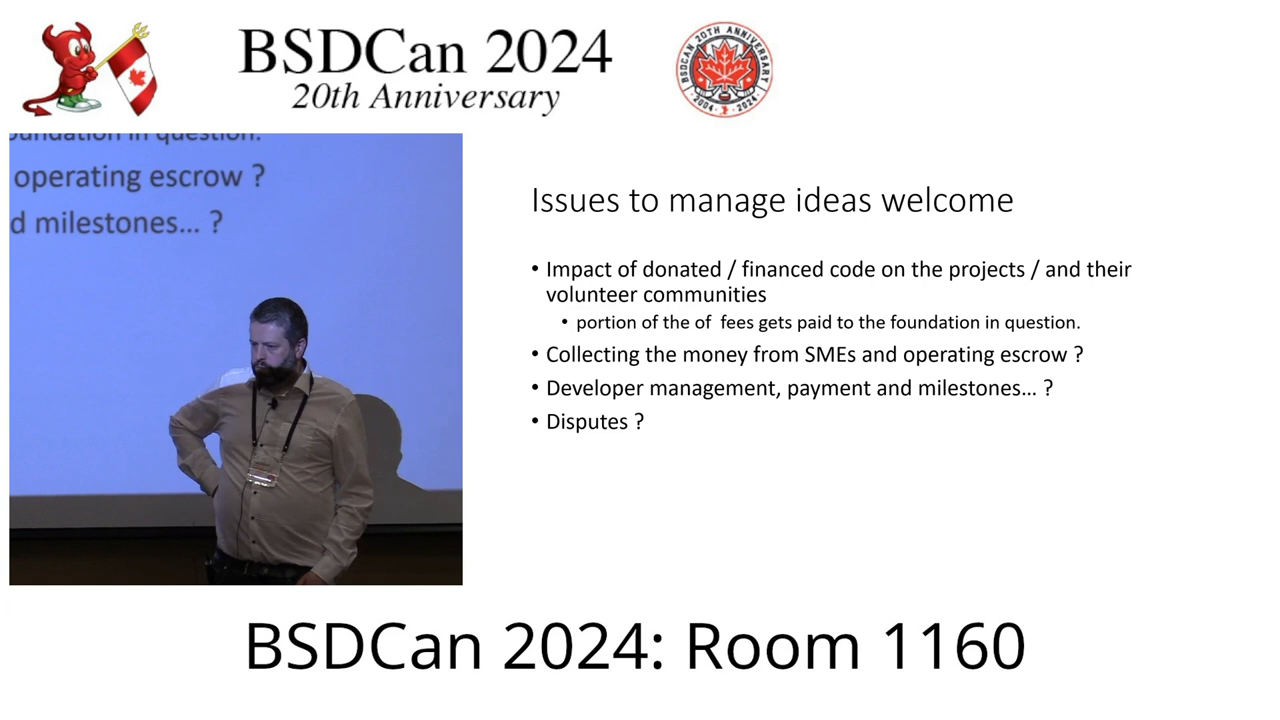 BSDCan 2024
20th Anniversary
BSDCAN 20TH ANNIVERSARY
2004 2024
foundation in question.
operating escrow ?
d milestones... ?
Issues to manage ideas welcome
• Impact of donated / financed code on the projects / and their
volunteer communities
• portion of the of fees gets paid to the foundation in question.
• Collecting the money from SMEs and operating escrow ?
• Developer management, payment and milestones... ?
• Disputes ?
BSDCan 2024: Room 1160